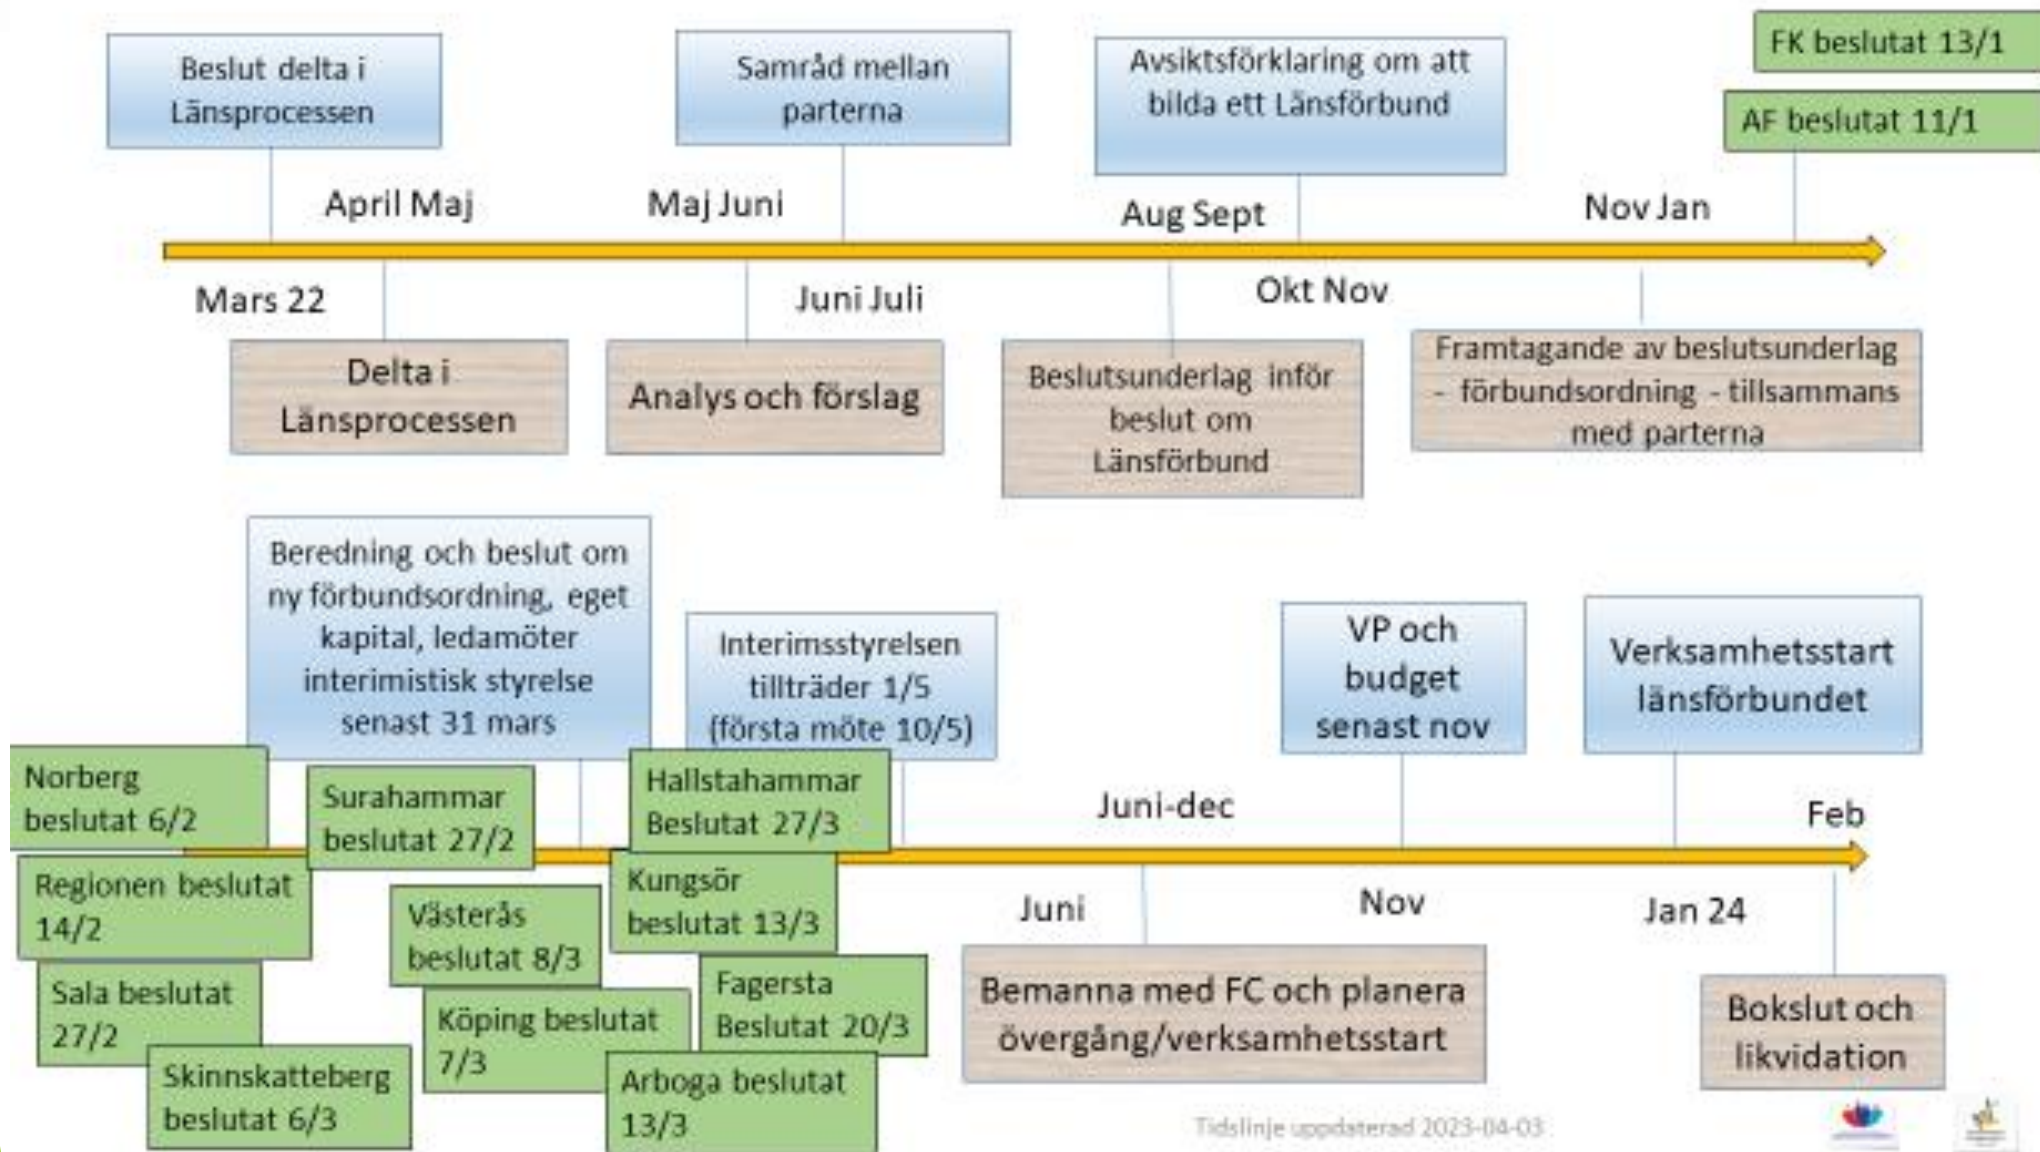 Beslut delta i
Länsprocessen
Samråd mellan
parterna
Avsiktsförklaring om att
bilda ett Länsförbund
FK beslutat 13/1
AF beslutat 11/1
April Maj
Maj Juni
Aug Sept
Nov Jan
Mars 22
Juni Juli
Okt Nov
Delta i
Länsprocessen
Analys och förslag
Beslutsunderlag inför
beslut om
Länsförbund
Framtagande av beslutsunderlag
- förbundsordning - tillsammans
med parterna
Beredning och beslut om
ny förbundsordning, eget
kapital, ledamöter
interimistisk styrelse
senast 31 mars
Interimsstyrelsen
tillträder 1/5
(första möte 10/5)
VP och
budget
senast nov
Verksamhetsstart
länsförbundet
Norberg
beslutat 6/2
Surahammar
beslutat 27/2
Hallstahammar
Beslutat 27/3
Juni-dec
Feb
Regionen beslutat
14/2
Västerås
beslutat 8/3
Kungsör
beslutat 13/3
Juni
Nov
Jan 24
Sala beslutat
27/2
Köping beslutat
7/3
Fagersta
Beslutat 20/3
Skinnskatteberg
beslutat 6/3
Arboga beslutat
13/3
Bemanna med FC och planera
övergång/verksamhetsstart
Bokslut och
likvidation
Tidslinje uppdaterad 2023-04-03